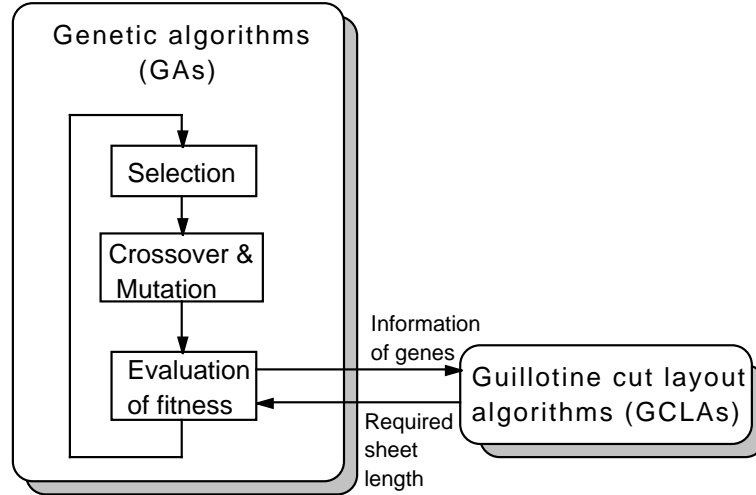 Genetic algorithms
(GAs)
Selection
Crossover &
Mutation
Evaluation
of fitness
Information
of genes
Required
sheet
length
Guillotine cut layout
algorithms (GCLAs)